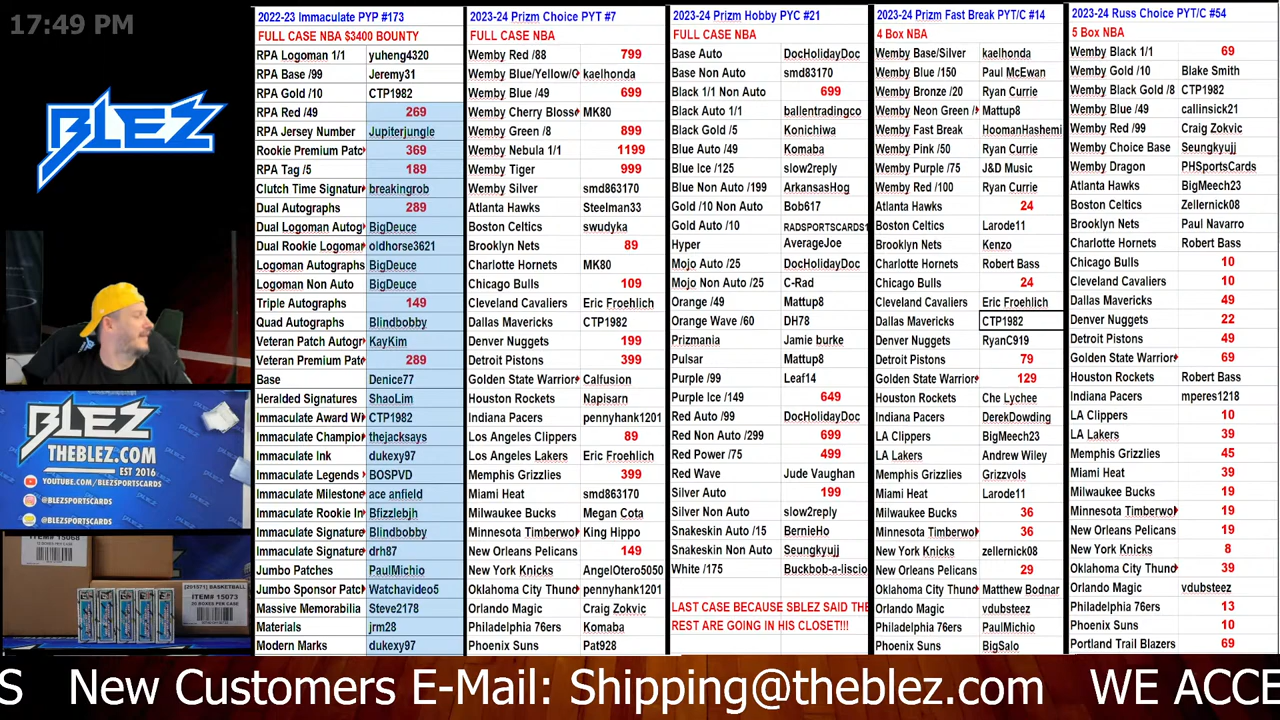 17:49 PM
BLEZ
BLEZ
THEBLEZ.COM
EST 2016
YOUTUBE.COM/BLEZSPORTSCARDS
@BLEZSPORTSCARDS
@BLEZSPORTSCARDS
ITEM# 15068
ITEM# 15073
2022-23 Immaculate PYP #173
FULL CASE NBA $3400 BOUNTY
RPA Logoman 1/1 yuheng4320
RPA Base /99 Jeremy31
RPA Gold /10 CTP1982
RPA Red /49 269
RPA Jersey Number Jupiterjungle
Rookie Premium Patc 369
RPA Tag /5 189
Clutch Time Signatur breakingrob
Dual Autographs 289
Dual Logoman Autog BigDeuce
Dual Rookie Logomar oldhorse3621
Logoman Autographs BigDeuce
Logoman Non Auto BigDeuce
Triple Autographs 149
Quad Autographs Blindbobby
Veteran Patch Autogr KayKim
Veteran Premium Pat 289
Base Denice77
Heralded Signatures ShaoLim
Immaculate Award Wi CTP1982
Immaculate Champio thejacksays
Immaculate Ink dukexy97
Immaculate Legends BOSPVD
Immaculate Milestone ace anfield
Immaculate Rookie In Bfizzlebjh
Immaculate Signature Blindbobby
Immaculate Signature drh87
Jumbo Patches PaulMichio
Jumbo Sponsor Patc Watchavideo5
Massive Memorabilia Steve2178
Materials jrm28
Modern Marks dukexy97
2023-24 Prizm Choice PYT #7
FULL CASE NBA
Wemby Red /88 799
Wemby Blue/Yellow/G kaelhonda
Wemby Blue /49 699
Wemby Cherry Blosso MK80
Wemby Green /8 899
Wemby Nebula 1/1 1199
Wemby Tiger 999
Wemby Silver smd863170
Atlanta Hawks Steelman33
Boston Celtics swudyka
Brooklyn Nets 89
Charlotte Hornets MK80
Chicago Bulls 109
Cleveland Cavaliers Eric Froehlich
Dallas Mavericks CTP1982
Denver Nuggets 199
Detroit Pistons 399
Golden State Warrior Calfusion
Houston Rockets Napisarn
Indiana Pacers pennyhank1201
Los Angeles Clippers 89
Los Angeles Lakers Eric Froehlich
Memphis Grizzlies 399
Miami Heat smd863170
Milwaukee Bucks Megan Cota
Minnesota Timberwo King Hippo
New Orleans Pelicans 149
New York Knicks AngelOtero5050
Oklahoma City Thun pennyhank1201
Orlando Magic Craig Zokvic
Philadelphia 76ers Komaba
Phoenix Suns Pat928
2023-24 Prizm Hobby PYC #21
FULL CASE NBA
Base Auto DocHolidayDoc
Base Non Auto smd83170
Black 1/1 Non Auto 699
Black Auto 1/1 ballentradingco
Black Gold /5 Konichiwa
Blue Auto /49 Komaba
Blue Ice /125 slow2reply
Blue Non Auto /199 ArkansasHog
Gold /10 Non Auto Bob617
Gold Auto /10 RADSPORTSCARDS1
Hyper AverageJoe
Mojo Auto /25 DocHolidayDoc
Mojo Non Auto /25 C-Rad
Orange /49 Mattup8
Orange Wave /60 DH78
Prizmania Jamie burke
Pulsar Mattup8
Purple /99 Leaf14
Purple Ice /149 649
Red Auto /99 DocHolidayDoc
Red Non Auto /299 699
Red Power /75 499
Red Wave Jude Vaughan
Silver Auto 199
Silver Non Auto slow2reply
Snakeskin Auto /15 BernieHo
Snakeskin Non Auto Seungkyujj
White /175 Buckbob-a-liscio
LAST CASE BECAUSE SBLEZ SAID THE
REST ARE GOING IN HIS CLOSET!!!
2023-24 Prizm Fast Break PYT/C #14
4 Box NBA
Wemby Base/Silver kaelhonda
Wemby Blue /150 Paul McEwan
Wemby Bronze /20 Ryan Currie
Wemby Neon Green / Mattup8
Wemby Fast Break HoomanHashemi
Wemby Pink /50 Ryan Currie
Wemby Purple /75 J&D Music
Wemby Red /100 Ryan Currie
Atlanta Hawks 24
Boston Celtics Larode11
Brooklyn Nets Kenzo
Charlotte Hornets Robert Bass
Chicago Bulls 24
Cleveland Cavaliers Eric Froehlich
Dallas Mavericks CTP1982
Denver Nuggets RyanC919
Detroit Pistons 79
Golden State Warrior 129
Houston Rockets Che Lychee
Indiana Pacers DerekDowding
LA Clippers BigMeech23
LA Lakers Andrew Wiley
Memphis Grizzlies Grizzvols
Miami Heat Larode11
Milwaukee Bucks 36
Minnesota Timberwo 36
New York Knicks zellernick08
New Orleans Pelicans 29
Oklahoma City Thund Matthew Bodnar
Orlando Magic vdubsteez
Philadelphia 76ers PaulMichio
Phoenix Suns BigSalo
2023-24 Russ Choice PYT/C #54
5 Box NBA
Wemby Black 1/1 69
Wemby Gold /10 Blake Smith
Wemby Black Gold /8 CTP1982
Wemby Blue /49 callinsick21
Wemby Red /99 Craig Zokvic
Wemby Choice Base Seungkyujj
Wemby Dragon PHSportsCards
Atlanta Hawks BigMeech23
Boston Celtics Zellernick08
Brooklyn Nets Paul Navarro
Charlotte Hornets Robert Bass
Chicago Bulls 10
Cleveland Cavaliers 10
Dallas Mavericks 49
Denver Nuggets 22
Detroit Pistons 49
Golden State Warrior 69
Houston Rockets Robert Bass
Indiana Pacers mperes1218
LA Clippers 10
LA Lakers 39
Memphis Grizzlies 45
Miami Heat 39
Milwaukee Bucks 19
Minnesota Timberwo 19
New Orleans Pelicans 19
New York Knicks 8
Oklahoma City Thund 39
Orlando Magic vdubsteez
Philadelphia 76ers 13
Phoenix Suns 10
Portland Trail Blazers 69
S New Customers E-Mail: Shipping@theblez.com WE ACCE